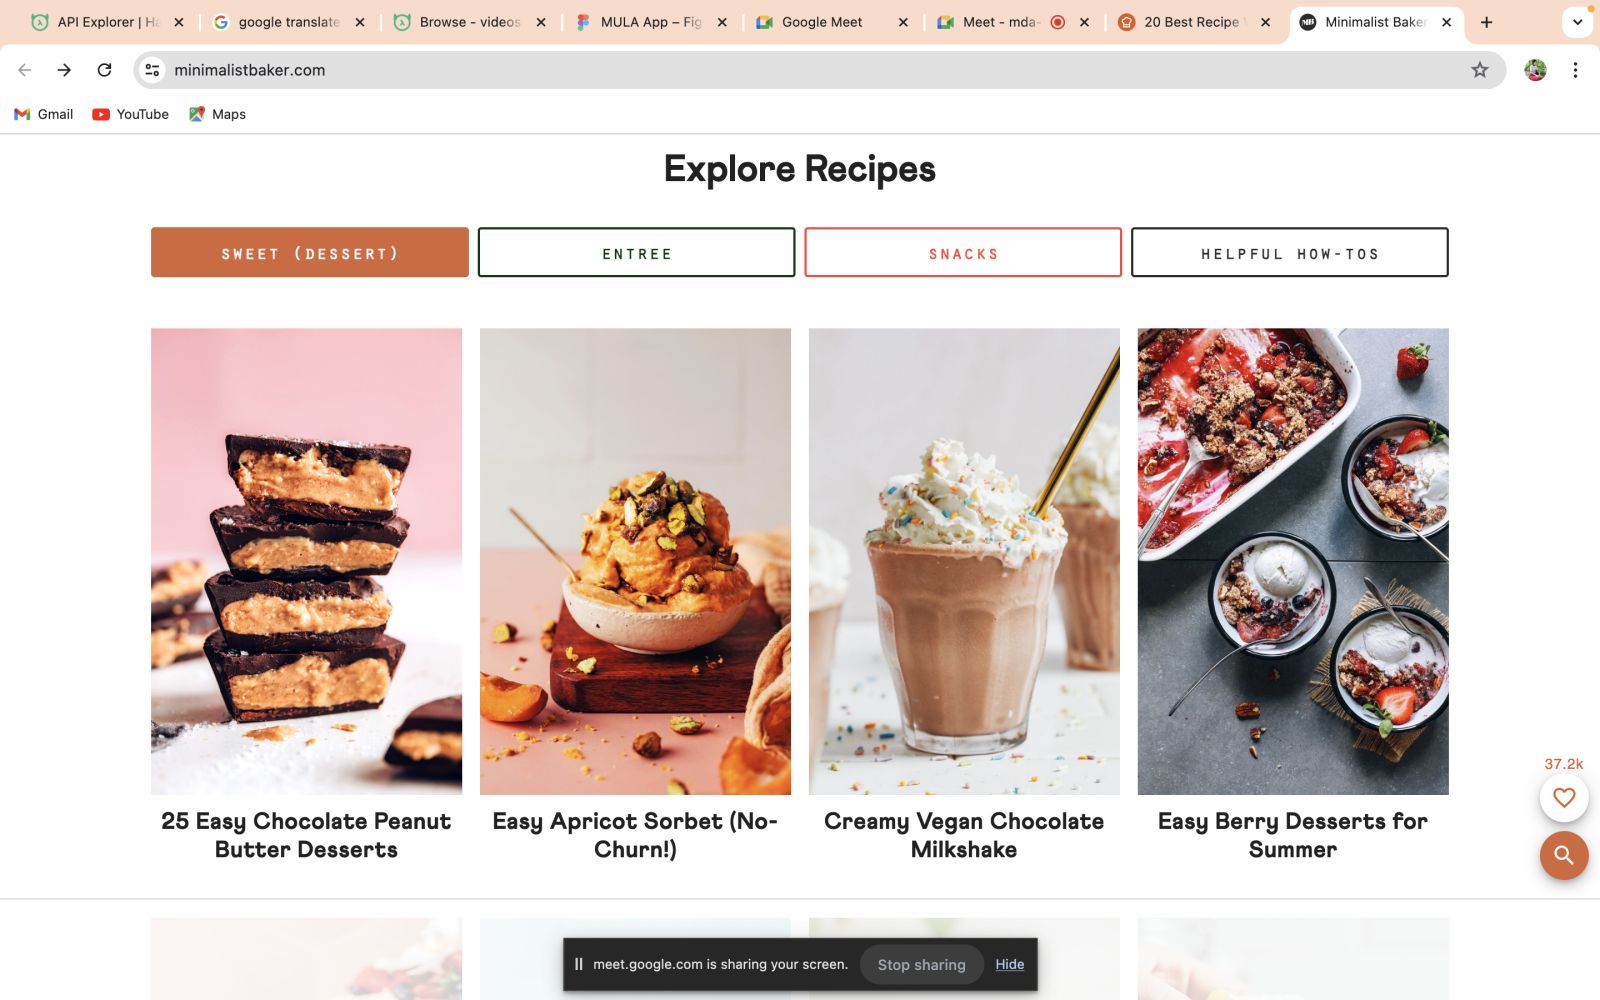 API Explorer | Ha
google translate
Browse - videos
MULA App – Fig
Google Meet
Meet - mda-
20 Best Recipe W
Minimalist Baker
minimalistbaker.com
Gmail
YouTube
Maps
Explore Recipes
SWEET (DESSERT)
ENTREE
SNACKS
HELPFUL HOW-TOS
25 Easy Chocolate Peanut
Butter Desserts
Easy Apricot Sorbet (No-
Churn!)
Creamy Vegan Chocolate
Milkshake
Easy Berry Desserts for
Summer
37.2k
meet.google.com is sharing your screen.
Stop sharing
Hide